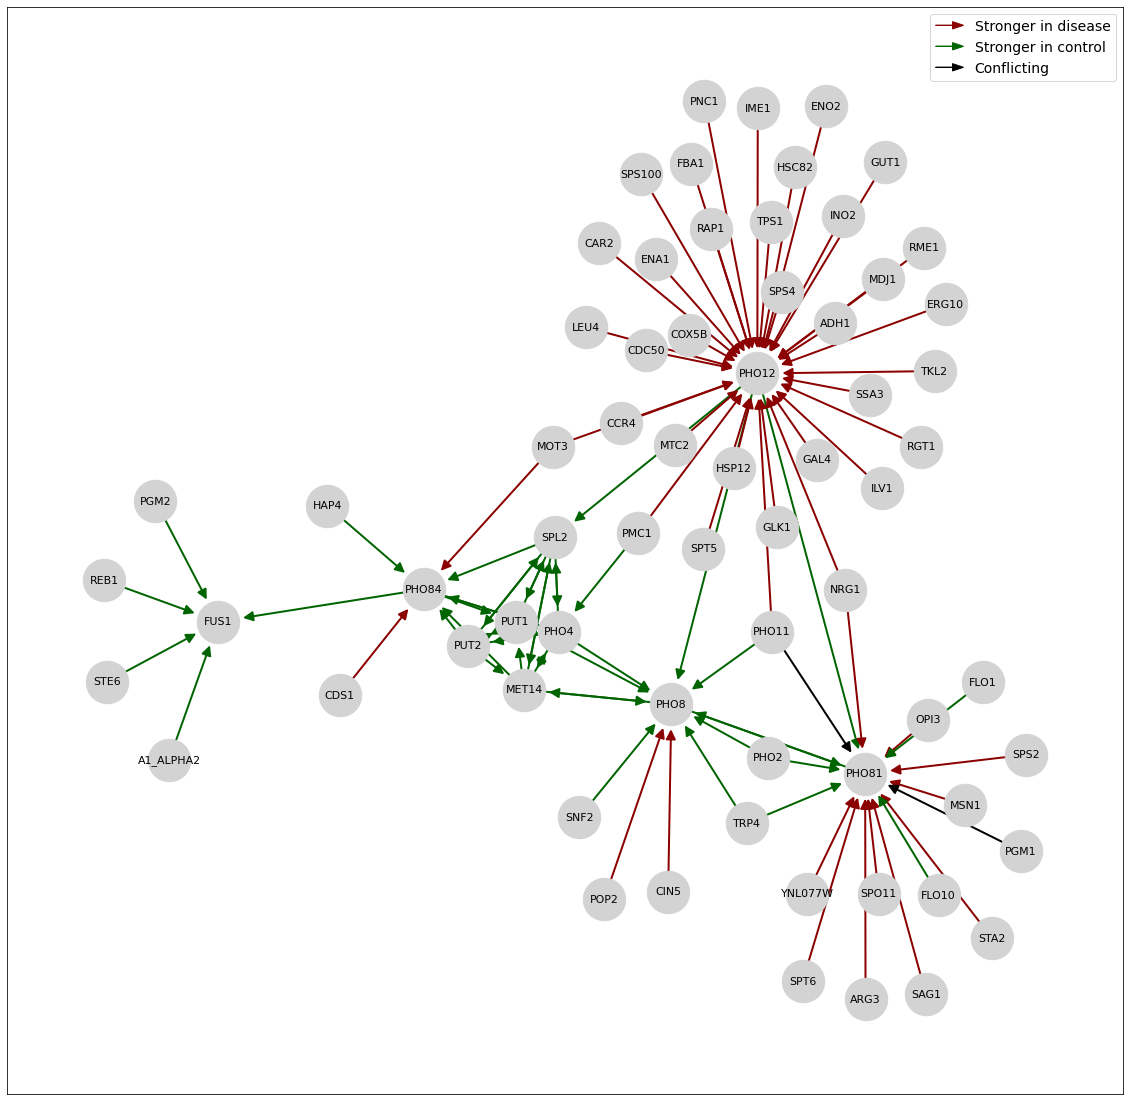 Stronger in disease
Stronger in control
Conflicting
PNC1
IME1
ENO2
FBA1
HSC82
GUT1
SPS100
RAP1
TPS1
INO2
CAR2
ENA1
RME1
MDJ1
SPS4
ERG10
LEU4
COX5B
ADH1
CDC50
PHO12
TKL2
SSA3
CCR4
MOT3
MTC2
RGT1
HSP12
GAL4
ILV1
PGM2
HAP4
SPL2
PMC1
GLK1
SPT5
REB1
PHO84
NRG1
FUS1
PUT1
PHO4
PHO11
PUT2
STE6
CDS1
MET14
PHO8
FLO1
OPI3
A1_ALPHA2
PHO2
SPS2
PHO81
SNF2
TRP4
MSN1
PGM1
POP2
CIN5
YNL077W
SPO11
FLO10
STA2
SPT6
ARG3
SAG1